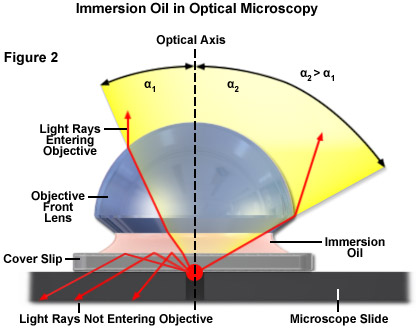 Immersion Oil in Optical Microscopy
Optical Axis
Figure 2
α1
α2
α2 > α1
Light Rays
Entering
Objective
Objective
Front
Lens
Immersion
Oil
Cover Slip
Light Rays Not Entering Objective
Microscope Slide